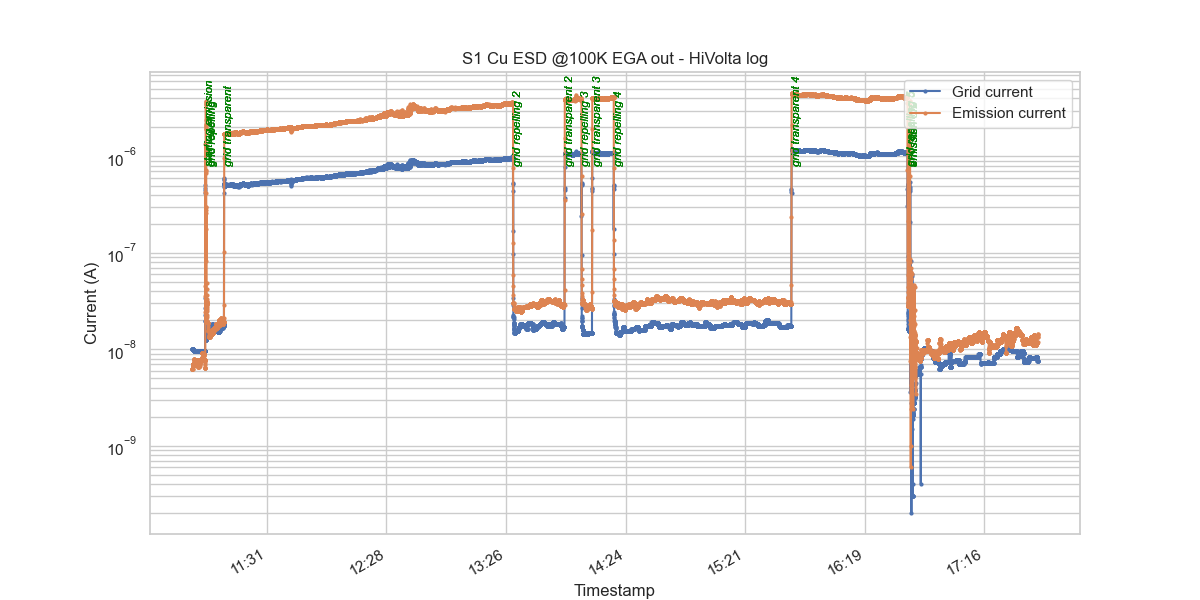 S1 Cu ESD @100K EGA out - HiVolta log
Grid current
Emission current
grid transparent
grid repelling 2
grid transparent 2
grid repelling 3
grid transparent 3
grid repelling 4
grid transparent 4
Current (A)
10⁻⁶
10⁻⁷
10⁻⁸
10⁻⁹
11:31
12:28
13:26
14:24
15:21
16:19
17:16
Timestamp